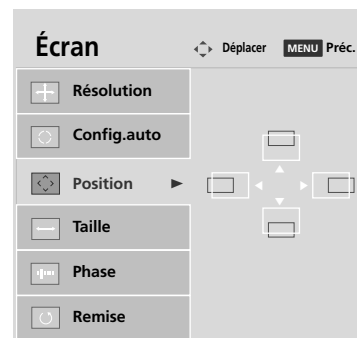 Écran
Déplacer MENU Préc.
Résolution
Config.auto
Position
Taille
Phase
Remise